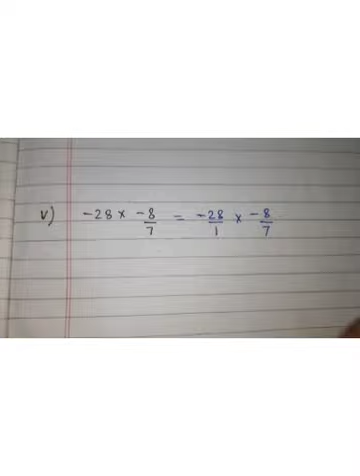 v) -28 × -8/7 = -28/1 × -8/7